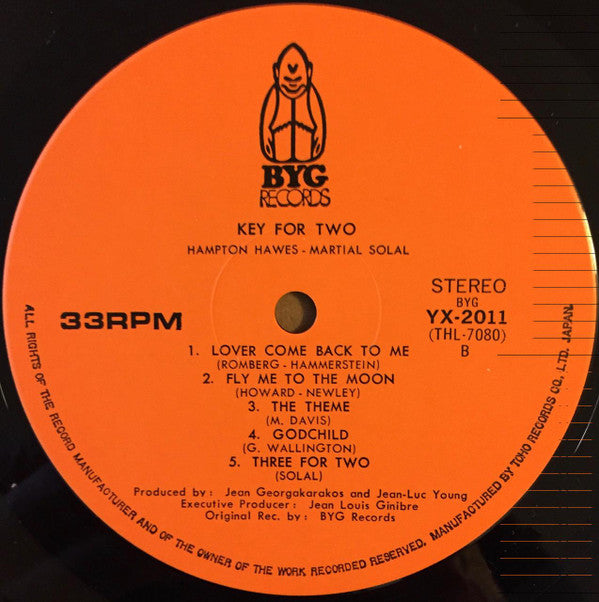 BYG
RECORDS
KEY FOR TWO
HAMPTON HAWES - MARTIAL SOLAL
STEREO
BYG
YX-2011
(THL-7080)
B
33RPM
1. LOVER COME BACK TO ME
(ROMBERG - HAMMERSTEIN)
2. FLY ME TO THE MOON
(HOWARD - NEWLEY)
3. THE THEME
(M. DAVIS)
4. GODCHILD
(G. WALLINGTON)
5. THREE FOR TWO
(SOLAL)
Produced by : Jean Georgakarakos and Jean-Luc Young
Executive Producer : Jean Louis Ginibre
Original Rec. by : BYG Records
ALL RIGHTS OF THE RECORD MANUFACTURER AND OF THE OWNER OF THE WORK RECORDED RESERVED. MANUFACTURED BY TOHO RECORDS CO., LTD. JAPAN.